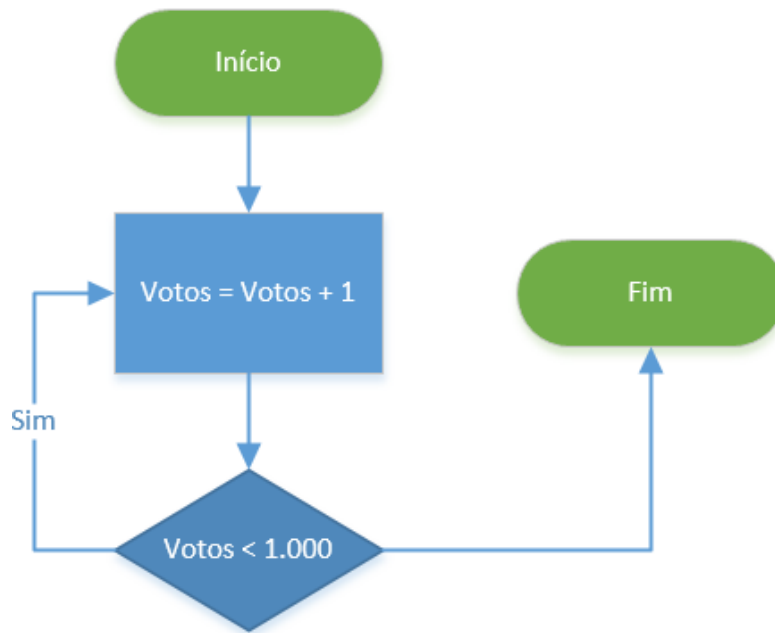 Início
Votos = Votos + 1
Fim
Sim
Votos < 1.000